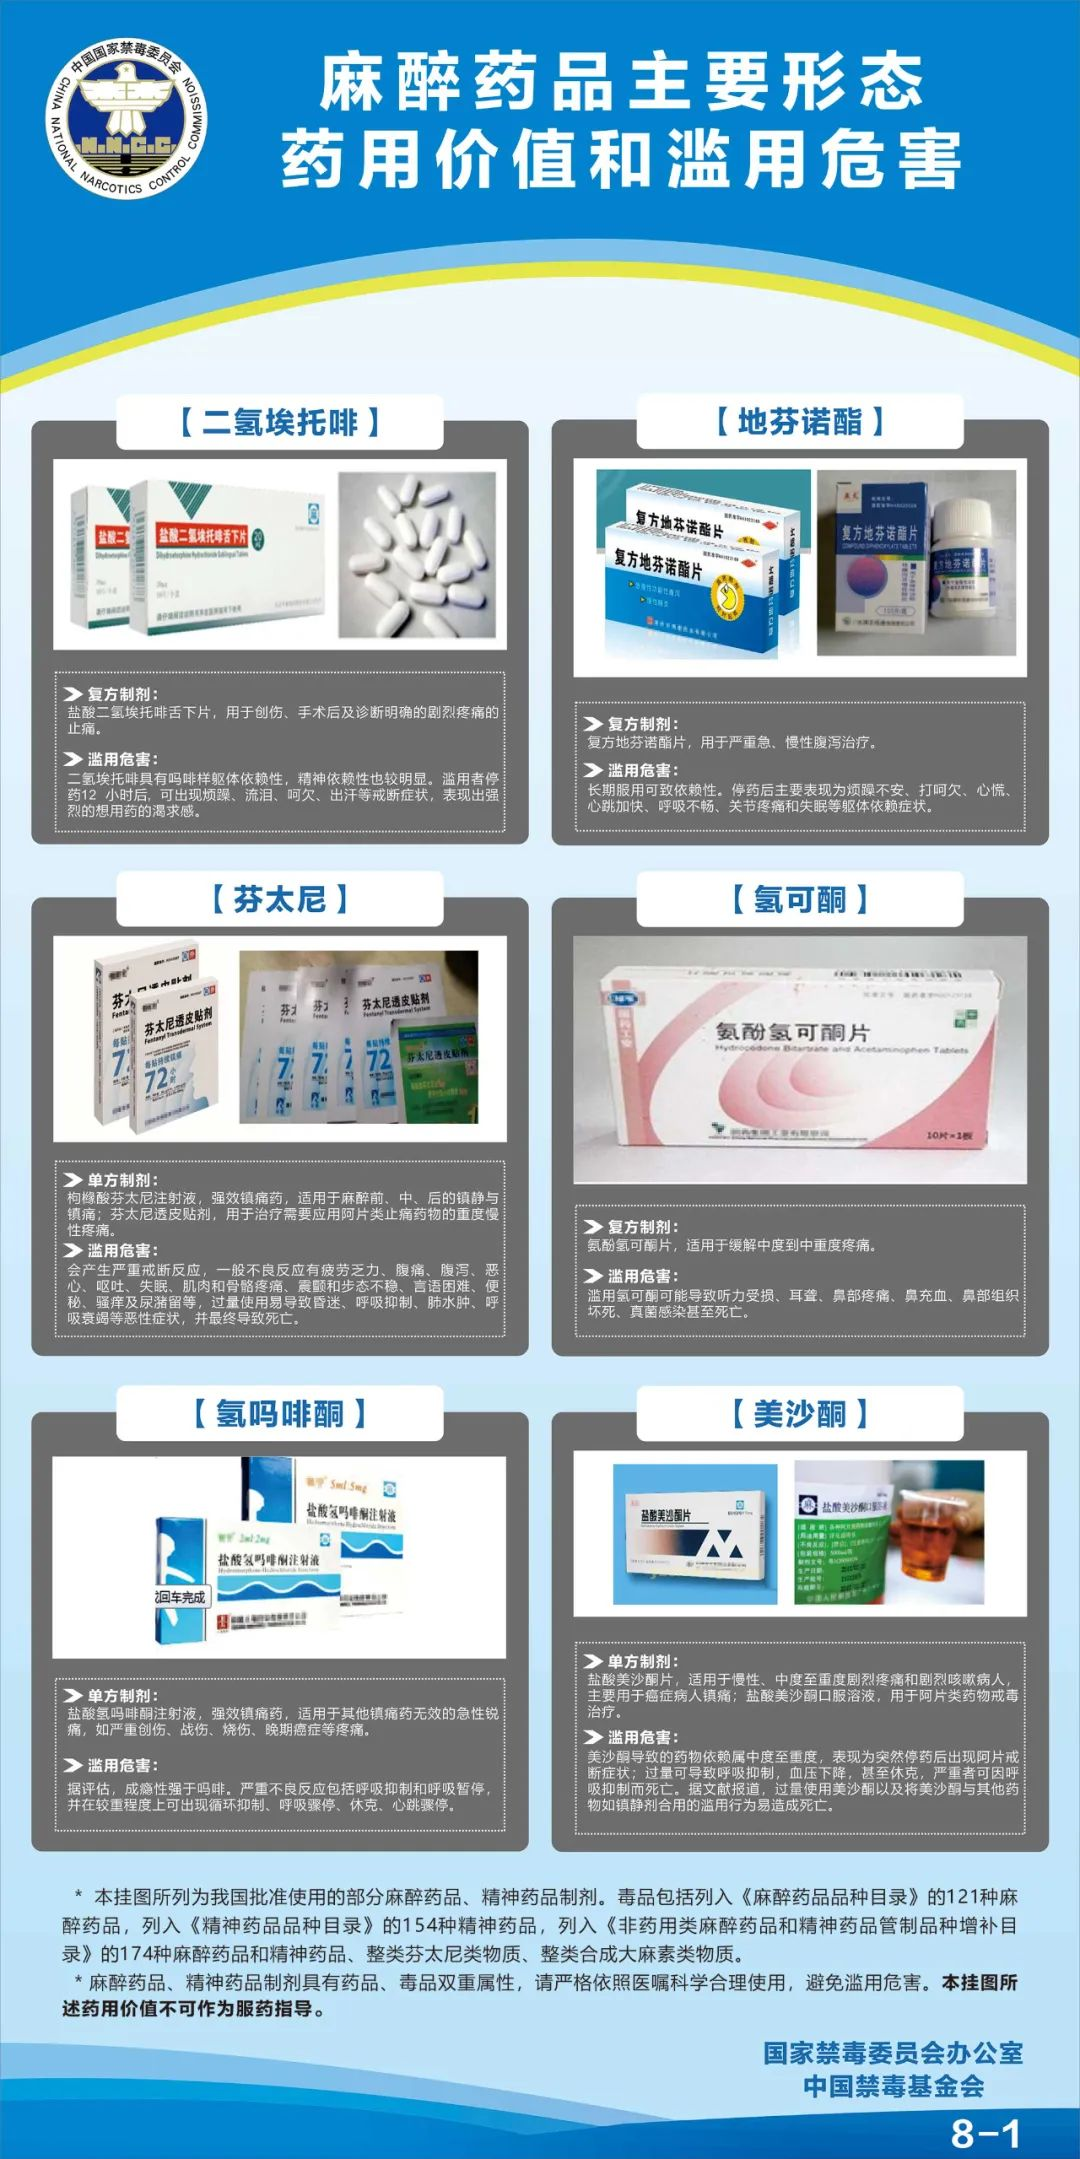 中国国家禁毒委员会
N.N.C.C.
CHINA NATIONAL NARCOTICS CONTROL COMMISSION
麻醉药品主要形态
药用价值和滥用危害
【二氢埃托啡】
盐酸二氢埃托啡舌下片
Dihydroetorphine Hydrochloride Sublingual Tablets
复方制剂：
盐酸二氢埃托啡舌下片，用于创伤、手术后及诊断明确的剧烈疼痛的
止痛。
滥用危害：
二氢埃托啡具有吗啡样躯体依赖性，精神依赖性也较明显。滥用者停
药12 小时后，可出现烦躁、流泪、呵欠、出汗等戒断症状，表现出强
烈的想用药的渴求感。
【地芬诺酯】
复方地芬诺酯片
复方地芬诺酯片
复方地芬诺酯片
复方制剂：
复方地芬诺酯片，用于严重急、慢性腹泻治疗。
滥用危害：
长期服用可致依赖性。停药后主要表现为烦躁不安、打呵欠、心慌、
心跳加快、呼吸不畅、关节疼痛和失眠等躯体依赖症状。
【芬太尼】
芬太尼透皮贴剂
Fentanyl Transdermal System
每贴持续镇痛
72小时
芬太尼透皮贴剂
单方制剂：
枸橼酸芬太尼注射液，强效镇痛药，适用于麻醉前、中、后的镇静与
镇痛；芬太尼透皮贴剂，用于治疗需要应用阿片类止痛药物的重度慢
性疼痛。
滥用危害：
会产生严重戒断反应，一般不良反应有疲劳乏力、腹痛、腹泻、恶
心、呕吐、失眠、肌肉和骨骼疼痛、震颤和步态不稳、言语困难、便
秘、骚痒及尿潴留等，过量使用易导致昏迷、呼吸抑制、肺水肿、呼
吸衰竭等恶性症状，并最终导致死亡。
【氢可酮】
氨酚氢可酮片
Hydrocodone Bitartrate and Acetaminophen Tablets
10片×1板
复方制剂：
氨酚氢可酮片，适用于缓解中度到中重度疼痛。
滥用危害：
滥用氢可酮可能导致听力受损、耳聋、鼻部疼痛、鼻充血、鼻部组织
坏死、真菌感染甚至死亡。
【氢吗啡酮】
5ml:5mg
盐酸氢吗啡酮注射液
2ml:2mg
盐酸氢吗啡酮注射液
回车完成
单方制剂：
盐酸氢吗啡酮注射液，强效镇痛药，适用于其他镇痛药无效的急性锐
痛，如严重创伤、战伤、烧伤、晚期癌症等疼痛。
滥用危害：
据评估，成瘾性强于吗啡。严重不良反应包括呼吸抑制和呼吸暂停，
并在较重程度上可出现循环抑制、呼吸骤停、休克、心跳骤停。
【美沙酮】
盐酸美沙酮片
盐酸美沙酮口服溶液
单方制剂：
盐酸美沙酮片，适用于慢性、中度至重度剧烈疼痛和剧烈咳嗽病人，
主要用于癌症病人镇痛；盐酸美沙酮口服溶液，用于阿片类药物戒毒
治疗。
滥用危害：
美沙酮导致的药物依赖属中度至重度，表现为突然停药后出现阿片戒
断症状；过量可导致呼吸抑制，血压下降，甚至休克，严重者可因呼
吸抑制而死亡。据文献报道，过量使用美沙酮以及将美沙酮与其他药
物如镇静剂合用的滥用行为易造成死亡。
* 本挂图所列为我国批准使用的部分麻醉药品、精神药品制剂。毒品包括列入《麻醉药品品种目录》的121种麻
醉药品，列入《精神药品品种目录》的154种精神药品，列入《非药用类麻醉药品和精神药品管制品种增补目
录》的174种麻醉药品和精神药品、整类芬太尼类物质、整类合成大麻素类物质。
* 麻醉药品、精神药品制剂具有药品、毒品双重属性，请严格依照医嘱科学合理使用，避免滥用危害。本挂图所
述药用价值不可作为服药指导。
国家禁毒委员会办公室
中国禁毒基金会
8-1